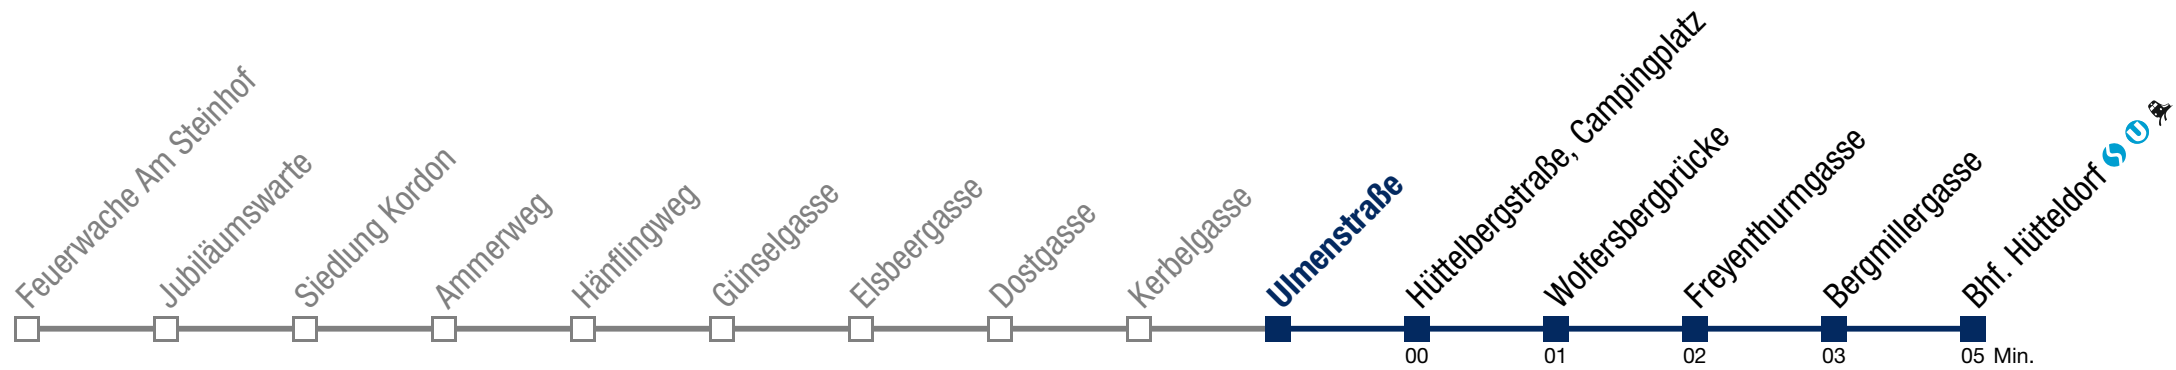 Feuerwache Am Steinhof
Jubiläumswarte
Siedlung Kordon
Ammerweg
Hänflingweg
Günselgasse
Elsbeergasse
Dostgasse
Kerbelgasse
Ulmenstraße
Hüttelbergstraße, Campingplatz
Wolfersbergbrücke
Freyenthurmgasse
Bergmillergasse
Bhf. Hütteldorf S U
00 01 02 03 05 Min.